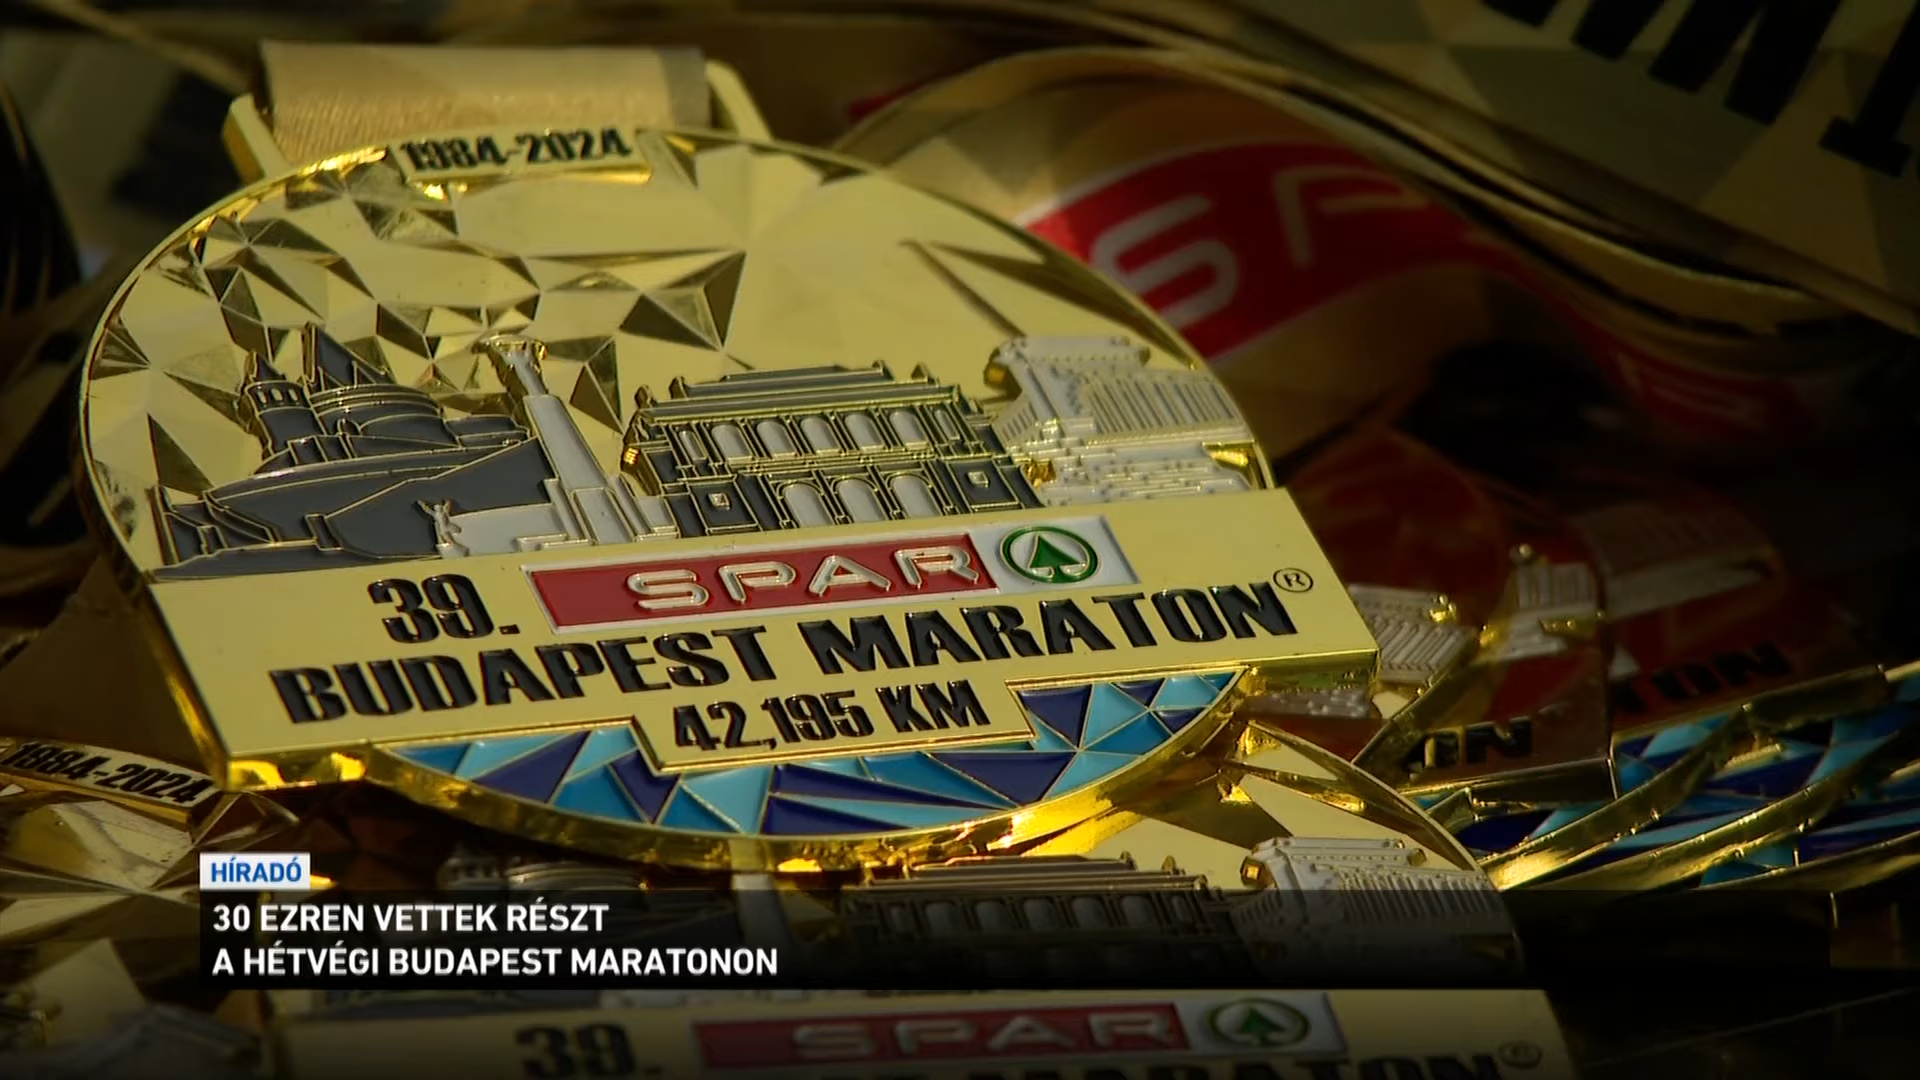 1984-2024
SPA
39. SPAR
BUDAPEST MARATON®
42,195 KM
1984-2024
HÍRADÓ
30 EZREN VETTEK RÉSZT
A HÉTVÉGI BUDAPEST MARATONON
39. SPAR